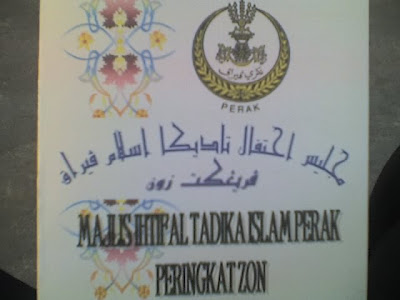 PERAK
مجليس احتفال تاديكا اسلام ڤيراق
ڤريڠكت زون
MAJLIS IHTIFAL TADIKA ISLAM PERAK
PERINGKAT ZON